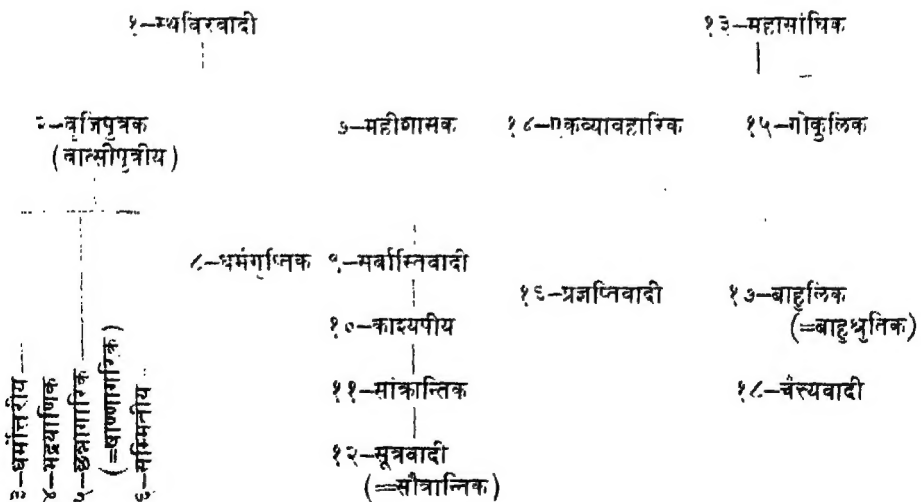 १-स्थविरवादी
१३-महासांघिक
२-वृजिपुत्रक
(वात्सीपुत्रीय)
७-महीशासक
१४-एकव्यावहारिक
१५-गोकुलिक
८-धर्मगुप्तिक
९-सर्वास्तिवादी
१६-प्रज्ञप्तिवादी
१७-बाहुलिक
(=बाहुश्रुतिक)
१०-काश्यपीय
११-सांक्रान्तिक
१८-चैत्यवादी
१२-सूत्रवादी
(=सौत्रान्तिक)
३-धर्मोत्तरीय
४-भद्रयाणिक
५-छन्नागारिक
(=षाण्णागरिक)
६-सम्मितीय